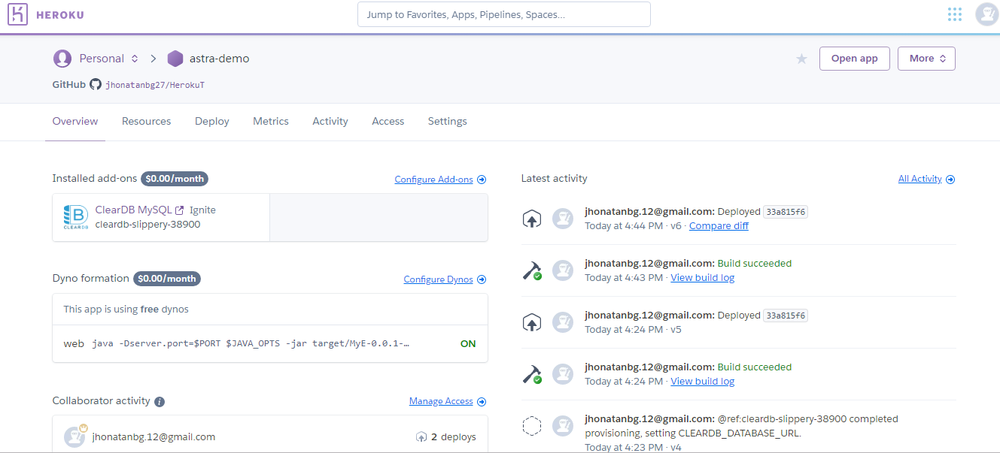 HEROKU
Jump to Favorites, Apps, Pipelines, Spaces...
Personal
astra-demo
Open app
More
GitHub jhonatanbg27/HerokuT
Overview Resources Deploy Metrics Activity Access Settings
Installed add-ons $0.00/month
Configure Add-ons
ClearDB MySQL Ignite
cleardb-slippery-38900
CLEARDB
Dyno formation $0.00/month
Configure Dynos
This app is using free dynos
web java -Dserver.port=$PORT $JAVA_OPTS -jar target/MyE-0.0.1-…
ON
Collaborator activity
Manage Access
jhonatanbg.12@gmail.com
2 deploys
Latest activity
All Activity
jhonatanbg.12@gmail.com: Deployed 33a815f6
Today at 4:44 PM · v6 · Compare diff
jhonatanbg.12@gmail.com: Build succeeded
Today at 4:43 PM · View build log
jhonatanbg.12@gmail.com: Deployed 33a815f6
Today at 4:24 PM · v5
jhonatanbg.12@gmail.com: Build succeeded
Today at 4:24 PM · View build log
jhonatanbg.12@gmail.com: @ref:cleardb-slippery-38900 completed
provisioning, setting CLEARDB_DATABASE_URL.
Today at 4:23 PM · v4